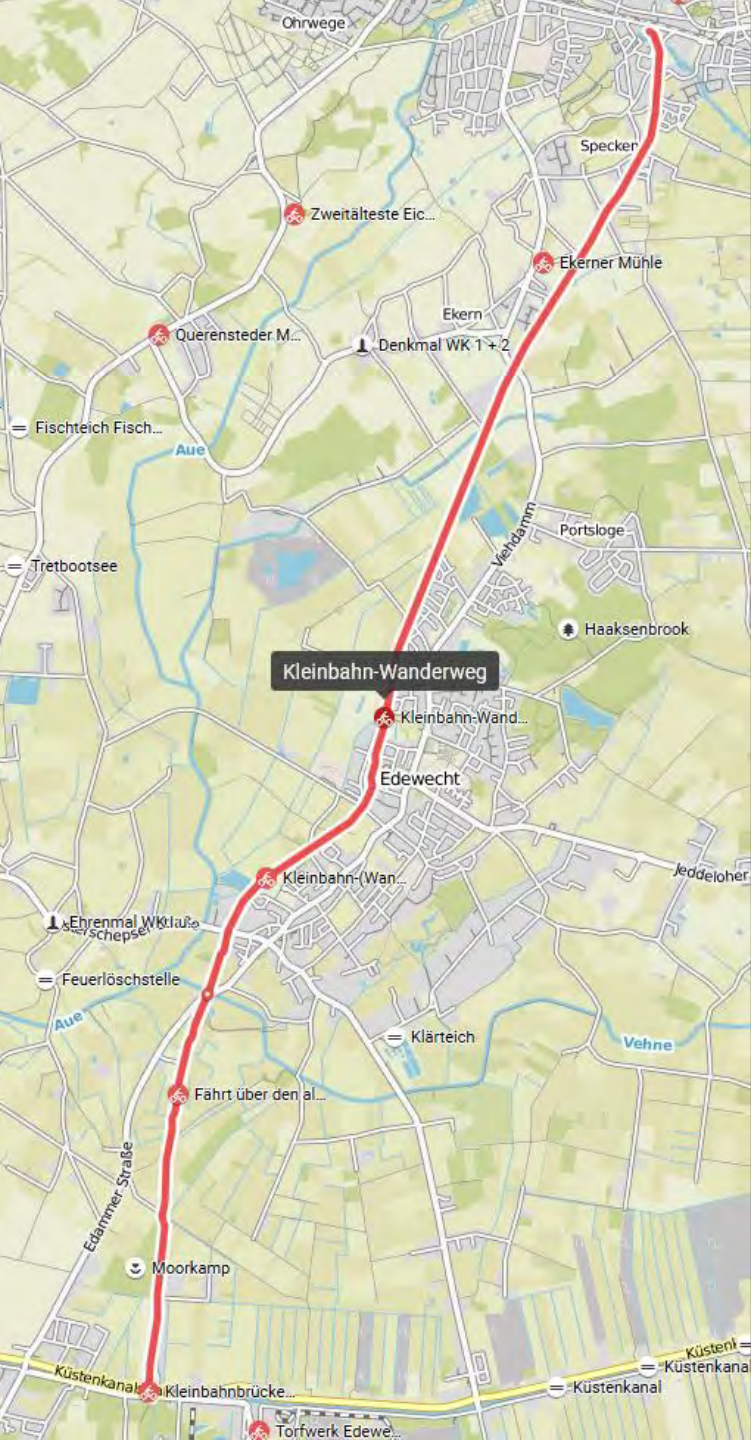 Ohrwege
Specken
Zweitälteste Eic...
Ekerner Mühle
Ekern
Querensteder M...
Denkmal WK 1 + 2
Fischteich Fisch...
Aue
Viehdamm
Portsloge
Tretbootsee
Haaksenbrook
Kleinbahn-Wanderweg
Kleinbahn-Wand...
Edewecht
Jeddeloher
Kleinbahn-(Wan...
Ehrenmal WK
Feuerlöschstelle
Aue
Klärteich
Vehne
Fährt über den al...
Edammer Straße
Moorkamp
Küstenkanal
Küstenkanal
Küstenkanal
Kleinbahnbrücke...
Küstenkanal
Torfwerk Edewe...